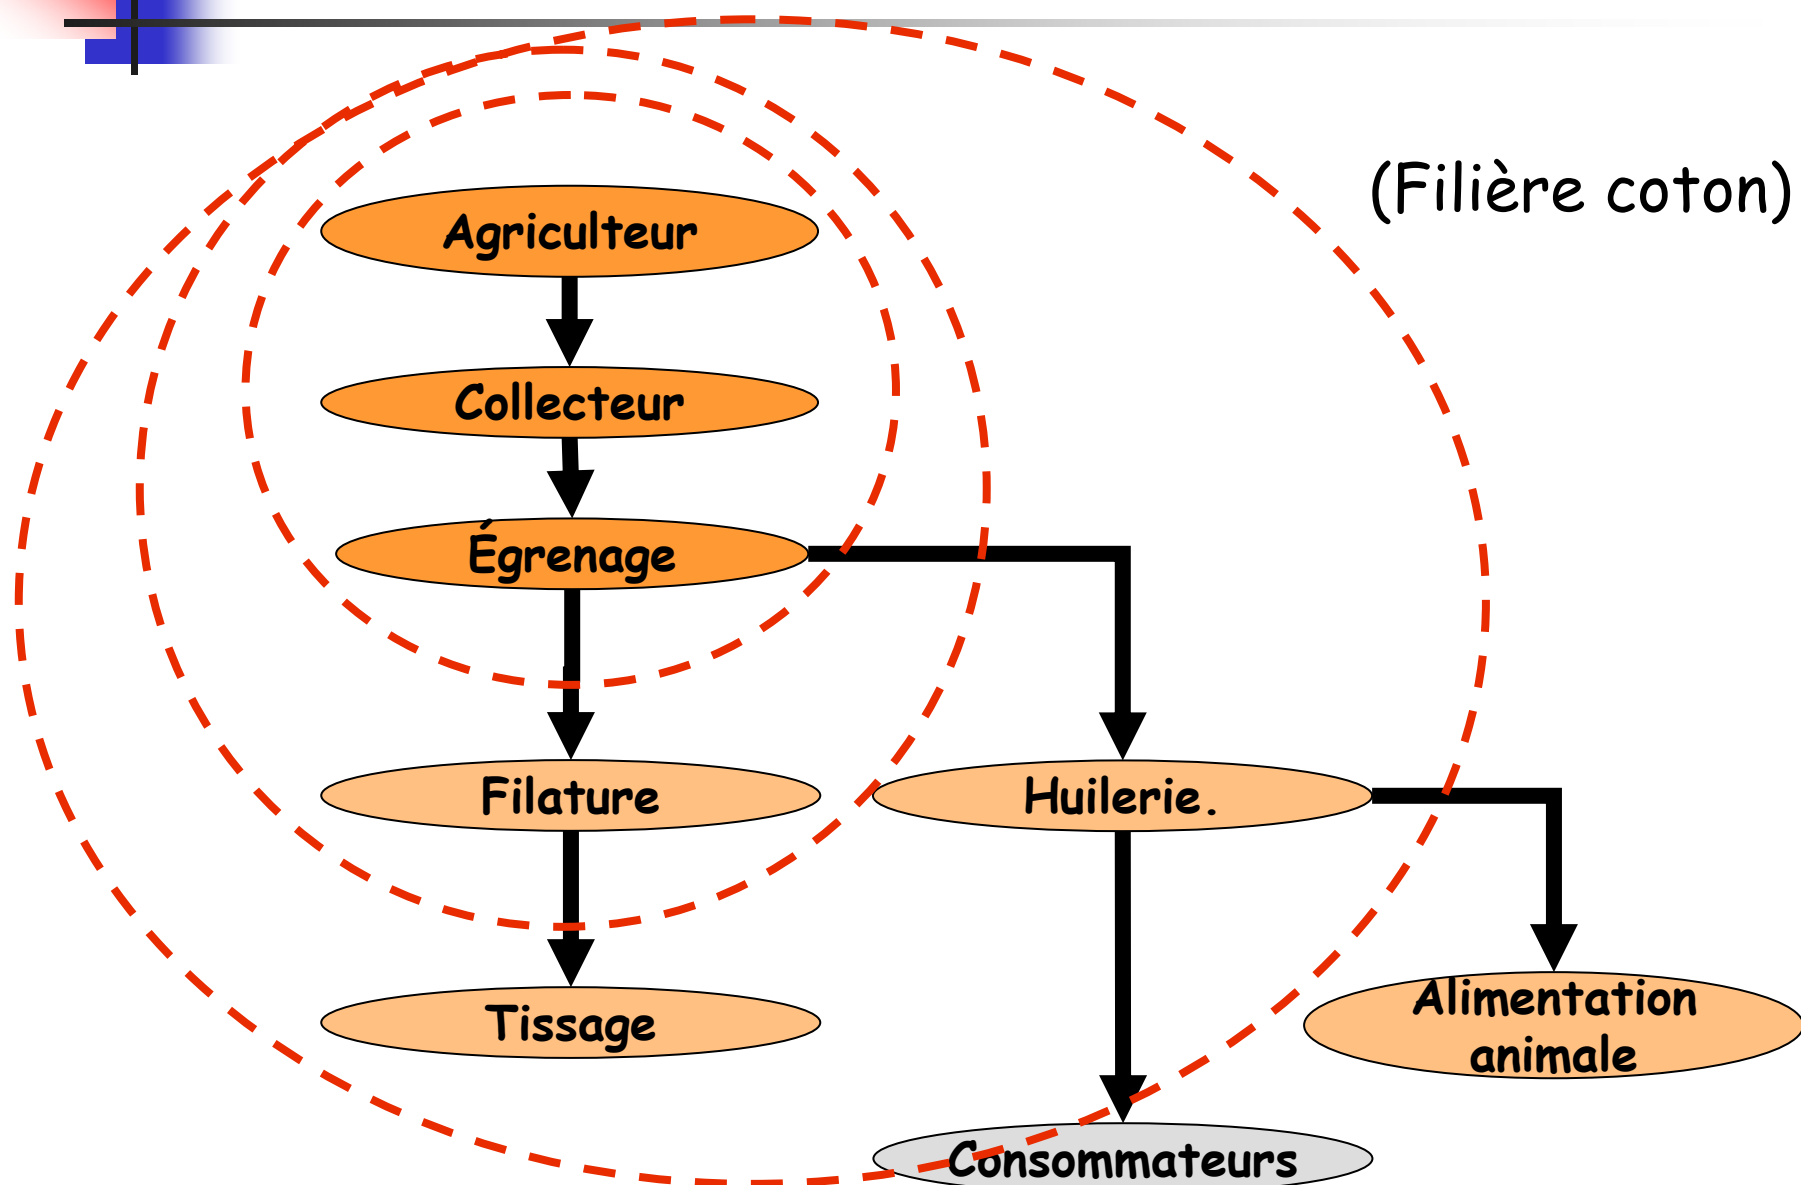 (Filière coton)
Agriculteur
Collecteur
Égrenage
Filature
Huilerie.
Tissage
Alimentation
animale
Consommateurs